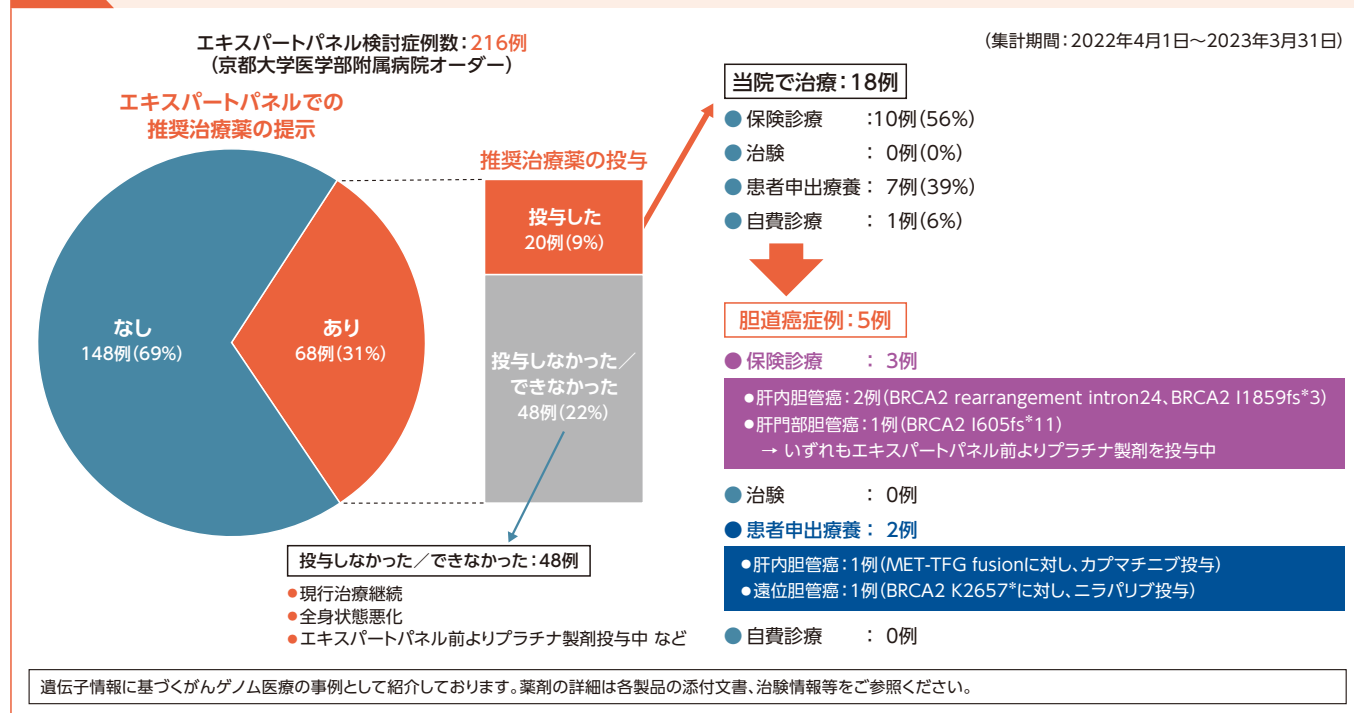 エキスパートパネル検討症例数：216例
（京都大学医学部附属病院オーダー）
（集計期間：2022年4月1日～2023年3月31日）
エキスパートパネルでの
推奨治療薬の提示
なし
148例（69%）
あり
68例（31%）
推奨治療薬の投与
投与した
20例（9%）
投与しなかった／
できなかった
48例（22%）
投与しなかった／できなかった：48例
●現行治療継続
●全身状態悪化
●エキスパートパネル前よりプラチナ製剤投与中 など
当院で治療：18例
●保険診療　：10例（56%）
●治験　：0例（0%）
●患者申出療養：7例（39%）
●自費診療　：1例（6%）
胆道癌症例：5例
●保険診療　：3例
●肝内胆管癌：2例（BRCA2 rearrangement intron24、BRCA2 I1859fs*3）
●肝門部胆管癌：1例（BRCA2 I605fs*11）
→ いずれもエキスパートパネル前よりプラチナ製剤を投与中
●治験　：0例
●患者申出療養：2例
●肝内胆管癌：1例（MET-TFG fusionに対し、カプマチニブ投与）
●遠位胆管癌：1例（BRCA2 K2657*に対し、ニラパリブ投与）
●自費診療　：0例
遺伝子情報に基づくがんゲノム医療の事例として紹介しております。薬剤の詳細は各製品の添付文書、治験情報等をご参照ください。